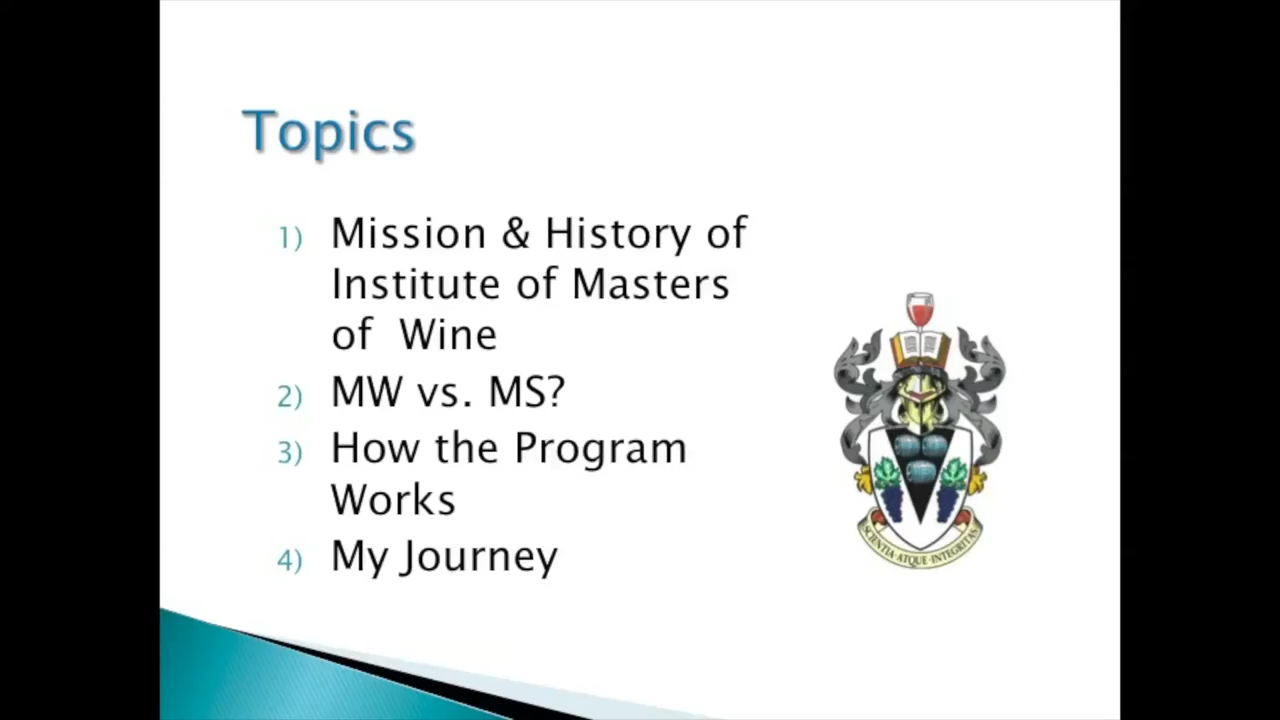 Topics
1) Mission & History of
Institute of Masters
of Wine
2) MW vs. MS?
3) How the Program
Works
4) My Journey
SCIENTIA·ATQUE·INTEGRITAS